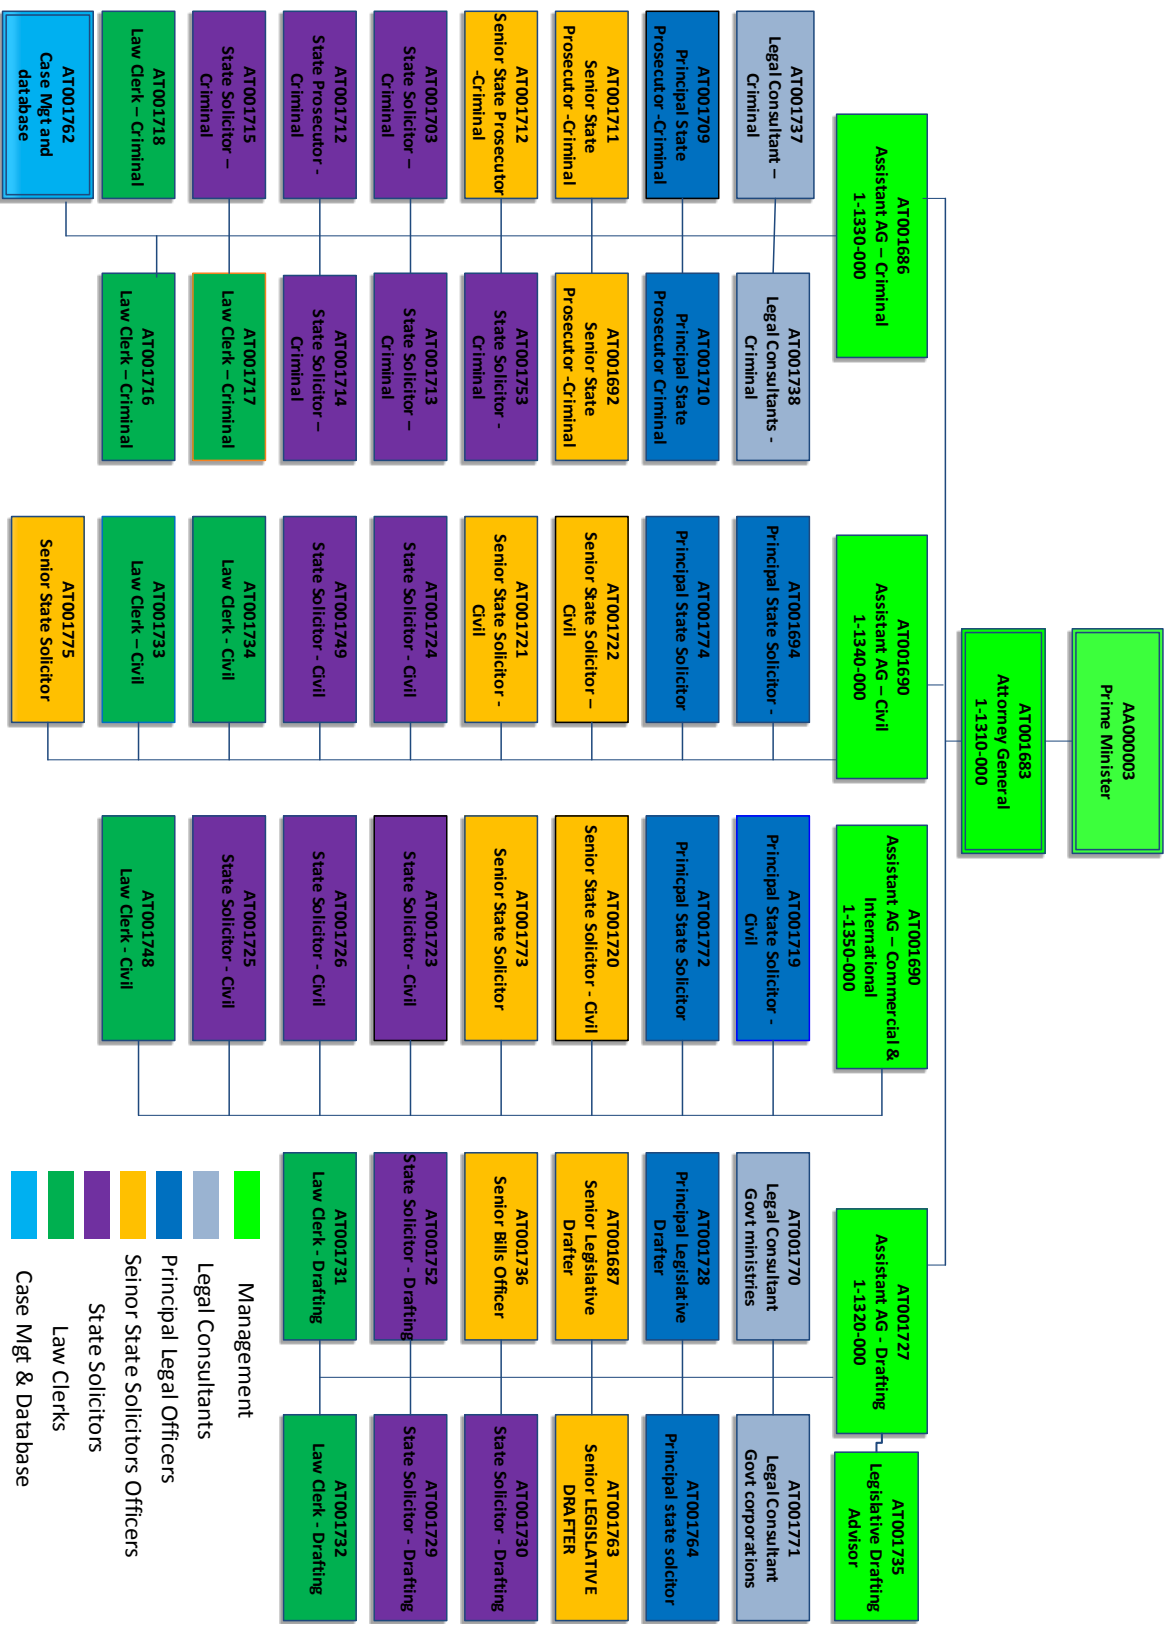 AA000003
Prime Minister
AT001683
Attorney General
1-1310-000
AT001686
Assistant AG – Criminal
1-1330-000
AT001690
Assistant AG – Civil
1-1340-000
AT001690
Assistant AG – Commercial &
International
1-1350-000
AT001727
Assistant AG - Drafting
1-1320-000
AT001735
Legislative Drafting
Advisor
AT001737
Legal Consultant –
Criminal
AT001738
Legal Consultants -
Criminal
AT001694
Principal State Solicitor -
Civil
AT001719
Principal State Solicitor -
Civil
AT001770
Legal Consultant
Govt ministries
AT001771
Legal Consultant
Govt corporations
AT001709
Principal State
Prosecutor -Criminal
AT001710
Principal State
Prosecutor Criminal
AT001774
Principal State Solicitor
AT001772
Prinicpal State Solicitor
AT001728
Principal Legislative
Drafter
AT001764
Principal state solcitor
AT001711
Senior State
Prosecutor -Criminal
AT001692
Senior State
Prosecutor -Criminal
AT001722
Senior State Solicitor –
Civil
AT001720
Senior State Solicitor - Civil
AT001687
Senior Legislative
Drafter
AT001763
Senior LEGISLATIVE
DRAFTER
AT001712
Senior State Prosecutor
-Criminal
AT001753
State Solicitor -
Criminal
AT001721
Senior State Solicitor -
Civil
AT001773
Senior State Solicitor
AT001736
Senior Bills Officer
AT001730
State Solicitor - Drafting
AT001703
State Solicitor –
Criminal
AT001713
State Solicitor –
Criminal
AT001724
State Solicitor - Civil
AT001723
State Solicitor - Civil
AT001752
State Solicitor - Drafting
AT001729
State Solicitor - Drafting
AT001712
State Prosecutor -
Criminal
AT001714
State Solicitor –
Criminal
AT001749
State Solicitor - Civil
AT001726
State Solicitor - Civil
AT001731
Law Clerk - Drafting
AT001732
Law Clerk - Drafting
AT001715
State Solicitor –
Criminal
AT001717
Law Clerk – Criminal
AT001734
Law Clerk - Civil
AT001725
State Solicitor - Civil
AT001718
Law Clerk – Criminal
AT001716
Law Clerk – Criminal
AT001733
Law Clerk – Civil
AT001748
Law Clerk - Civil
AT001762
Case Mgt and
database
AT001775
Senior State Solicitor
Management
Legal Consultants
Principal Legal Officers
Seinor State Solicitors Officers
State Solicitors
Law Clerks
Case Mgt & Database